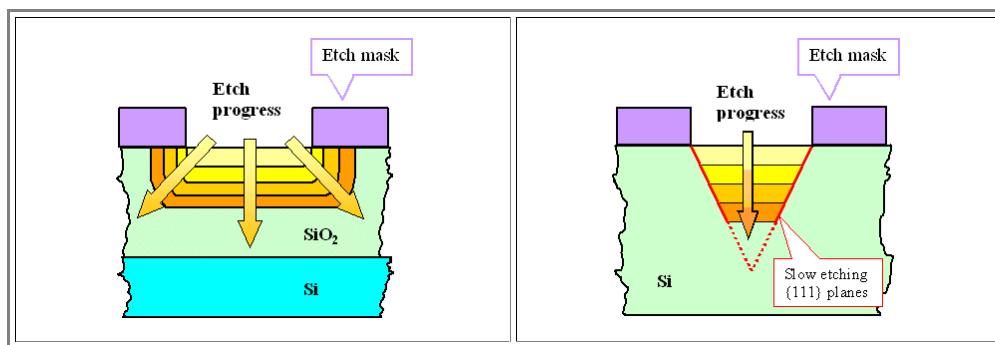 Etch mask
Etch
progress
SiO₂
Si
Etch mask
Etch
progress
Si
Slow etching
{111} planes